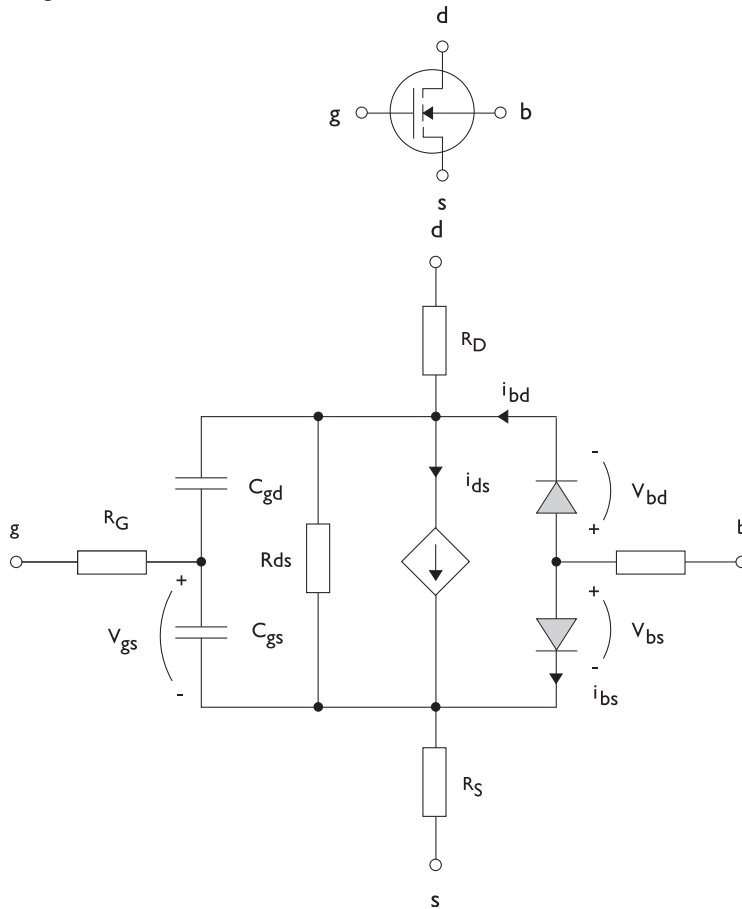 d
g
b
s
d
R_D
i_bd
C_gd
i_ds
-
V_bd
R_G
g
+
b
Rds
+
+
V_gs
C_gs
V_bs
-
-
i_bs
R_S
s